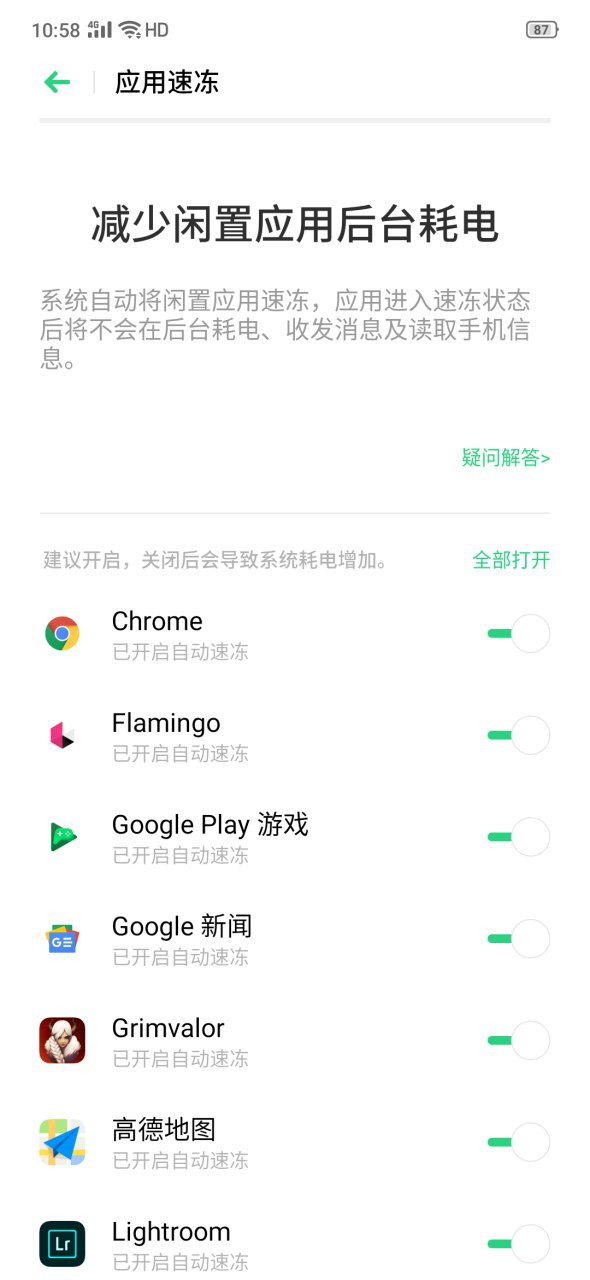 10:58 4G HD 87
应用速冻
减少闲置应用后台耗电
系统自动将闲置应用速冻，应用进入速冻状态
后将不会在后台耗电、收发消息及读取手机信
息。
疑问解答>
建议开启，关闭后会导致系统耗电增加。 全部打开
Chrome
已开启自动速冻
Flamingo
已开启自动速冻
Google Play 游戏
已开启自动速冻
GE Google 新闻
已开启自动速冻
Grimvalor
已开启自动速冻
高德地图
已开启自动速冻
Lr Lightroom
已开启自动速冻